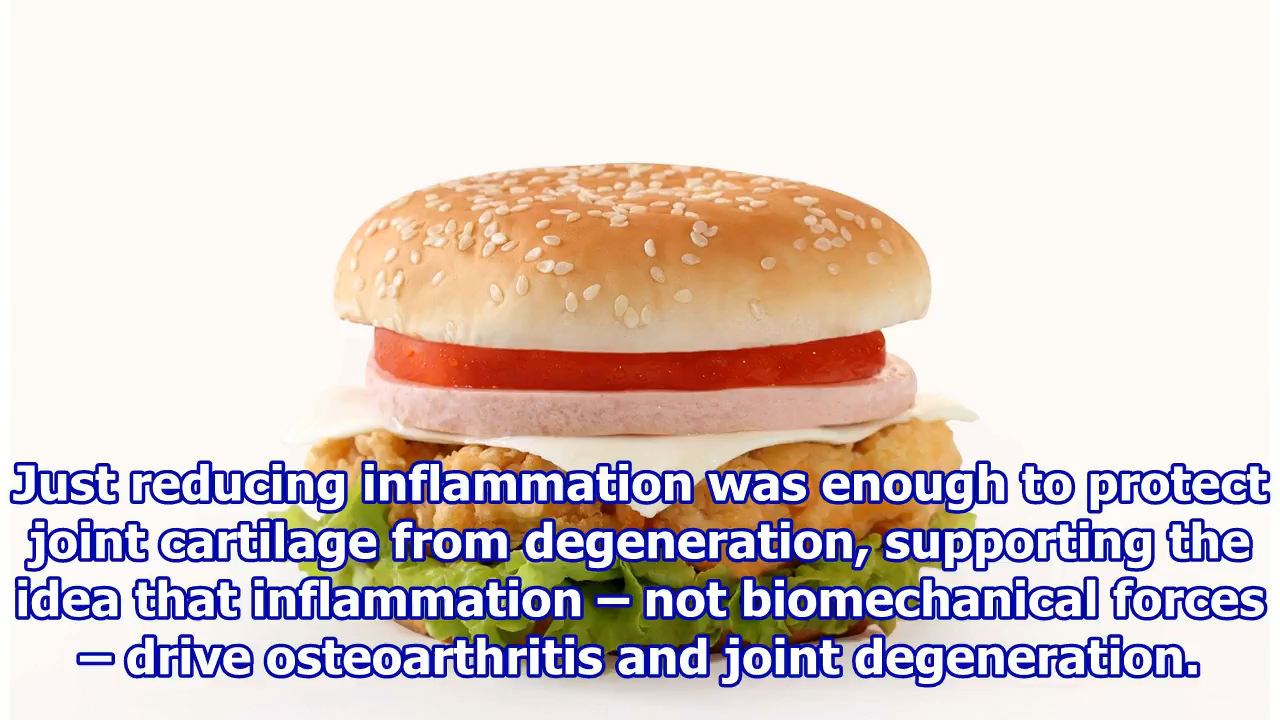 Just reducing inflammation was enough to protect
joint cartilage from degeneration, supporting the
idea that inflammation – not biomechanical forces
– drive osteoarthritis and joint degeneration.